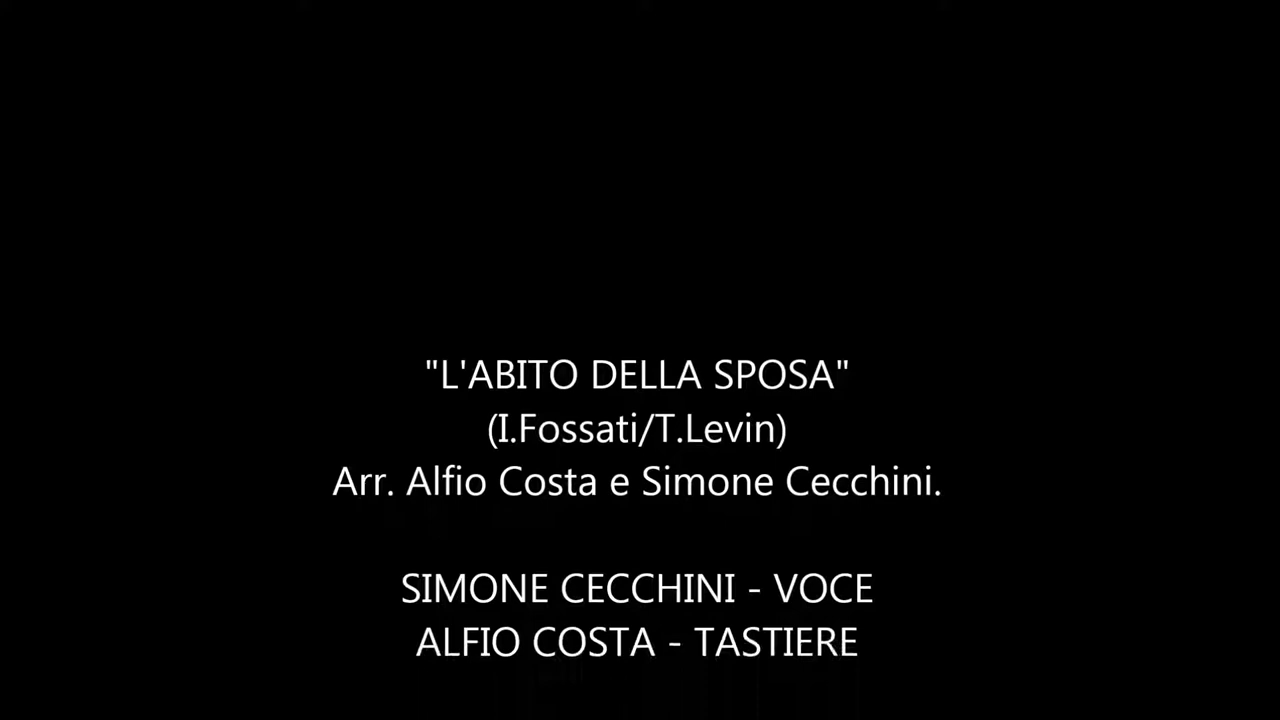 "L'ABITO DELLA SPOSA"
(I.Fossati/T.Levin)
Arr. Alfio Costa e Simone Cecchini.
SIMONE CECCHINI - VOCE
ALFIO COSTA - TASTIERE